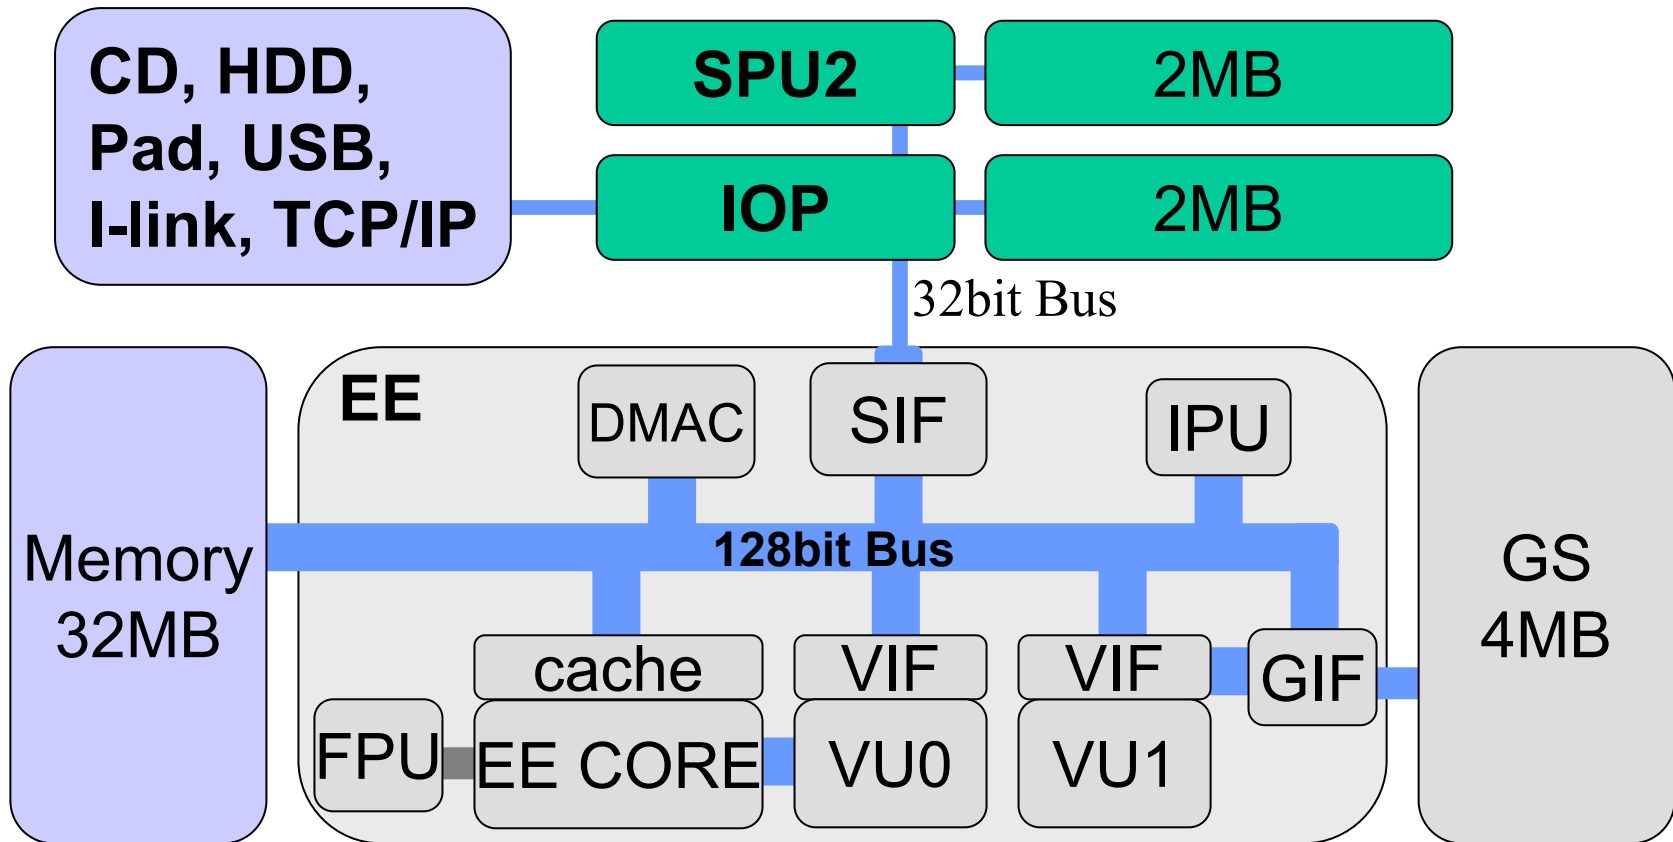 CD, HDD,
Pad, USB,
I-link, TCP/IP
SPU2
2MB
IOP
2MB
32bit Bus
EE
DMAC
SIF
IPU
128bit Bus
Memory
32MB
GS
4MB
cache
VIF
VIF
GIF
FPU
EE CORE
VU0
VU1